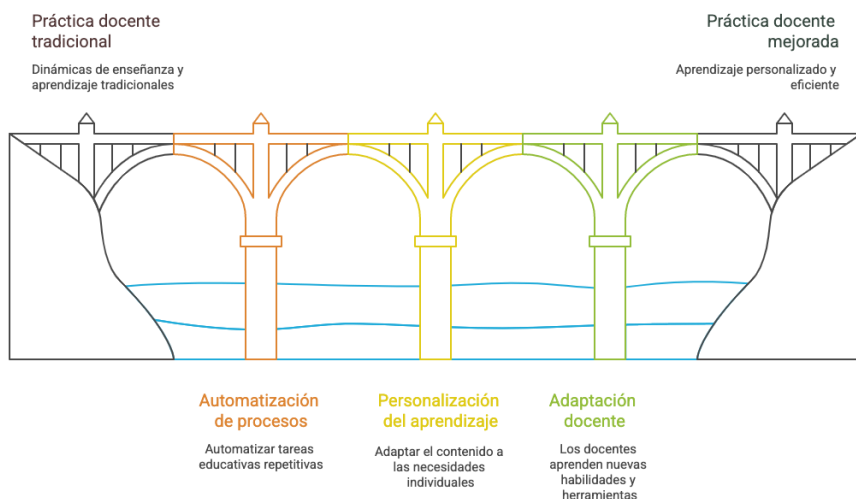 Práctica docente
tradicional
Dinámicas de enseñanza y
aprendizaje tradicionales
Práctica docente
mejorada
Aprendizaje personalizado y
eficiente
Automatización
de procesos
Automatizar tareas
educativas repetitivas
Personalización
del aprendizaje
Adaptar el contenido a
las necesidades
individuales
Adaptación
docente
Los docentes
aprenden nuevas
habilidades y
herramientas